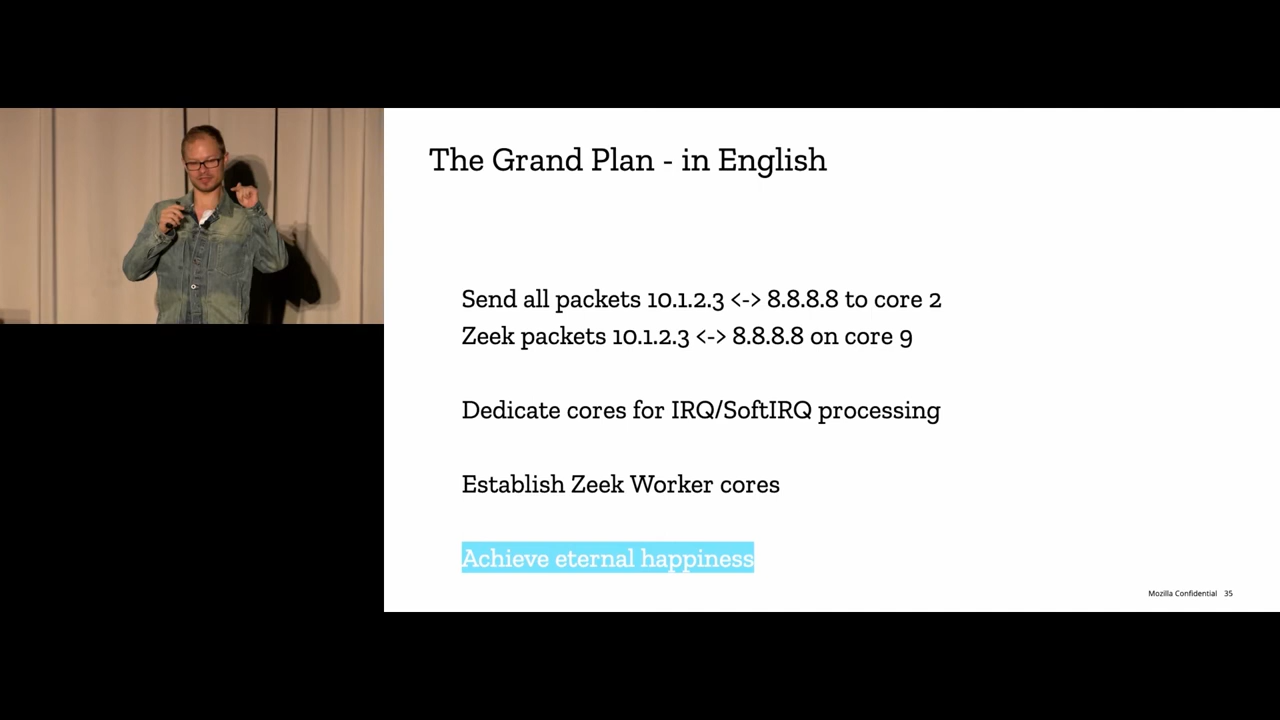 The Grand Plan - in English
Send all packets 10.1.2.3 <-> 8.8.8.8 to core 2
Zeek packets 10.1.2.3 <-> 8.8.8.8 on core 9
Dedicate cores for IRQ/SoftIRQ processing
Establish Zeek Worker cores
Achieve eternal happiness
Mozilla Confidential 35